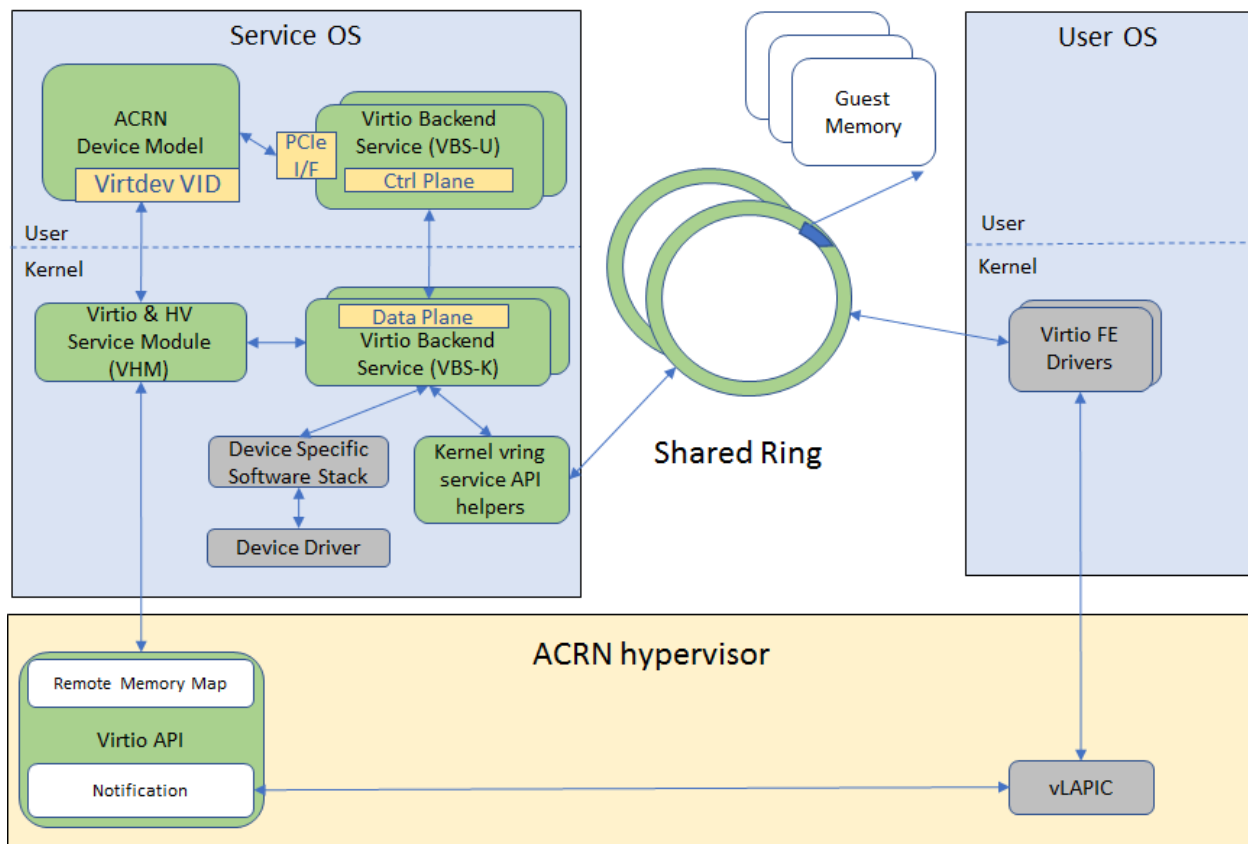 Service OS
ACRN
Device Model
Virtdev VID
PCIe
I/F
Virtio Backend
Service (VBS-U)
Ctrl Plane
User
Kernel
Virtio & HV
Service Module
(VHM)
Data Plane
Virtio Backend
Service (VBS-K)
Device Specific
Software Stack
Kernel vring
service API
helpers
Device Driver
Guest
Memory
Shared Ring
User OS
User
Kernel
Virtio FE
Drivers
ACRN hypervisor
Remote Memory Map
Virtio API
Notification
vLAPIC